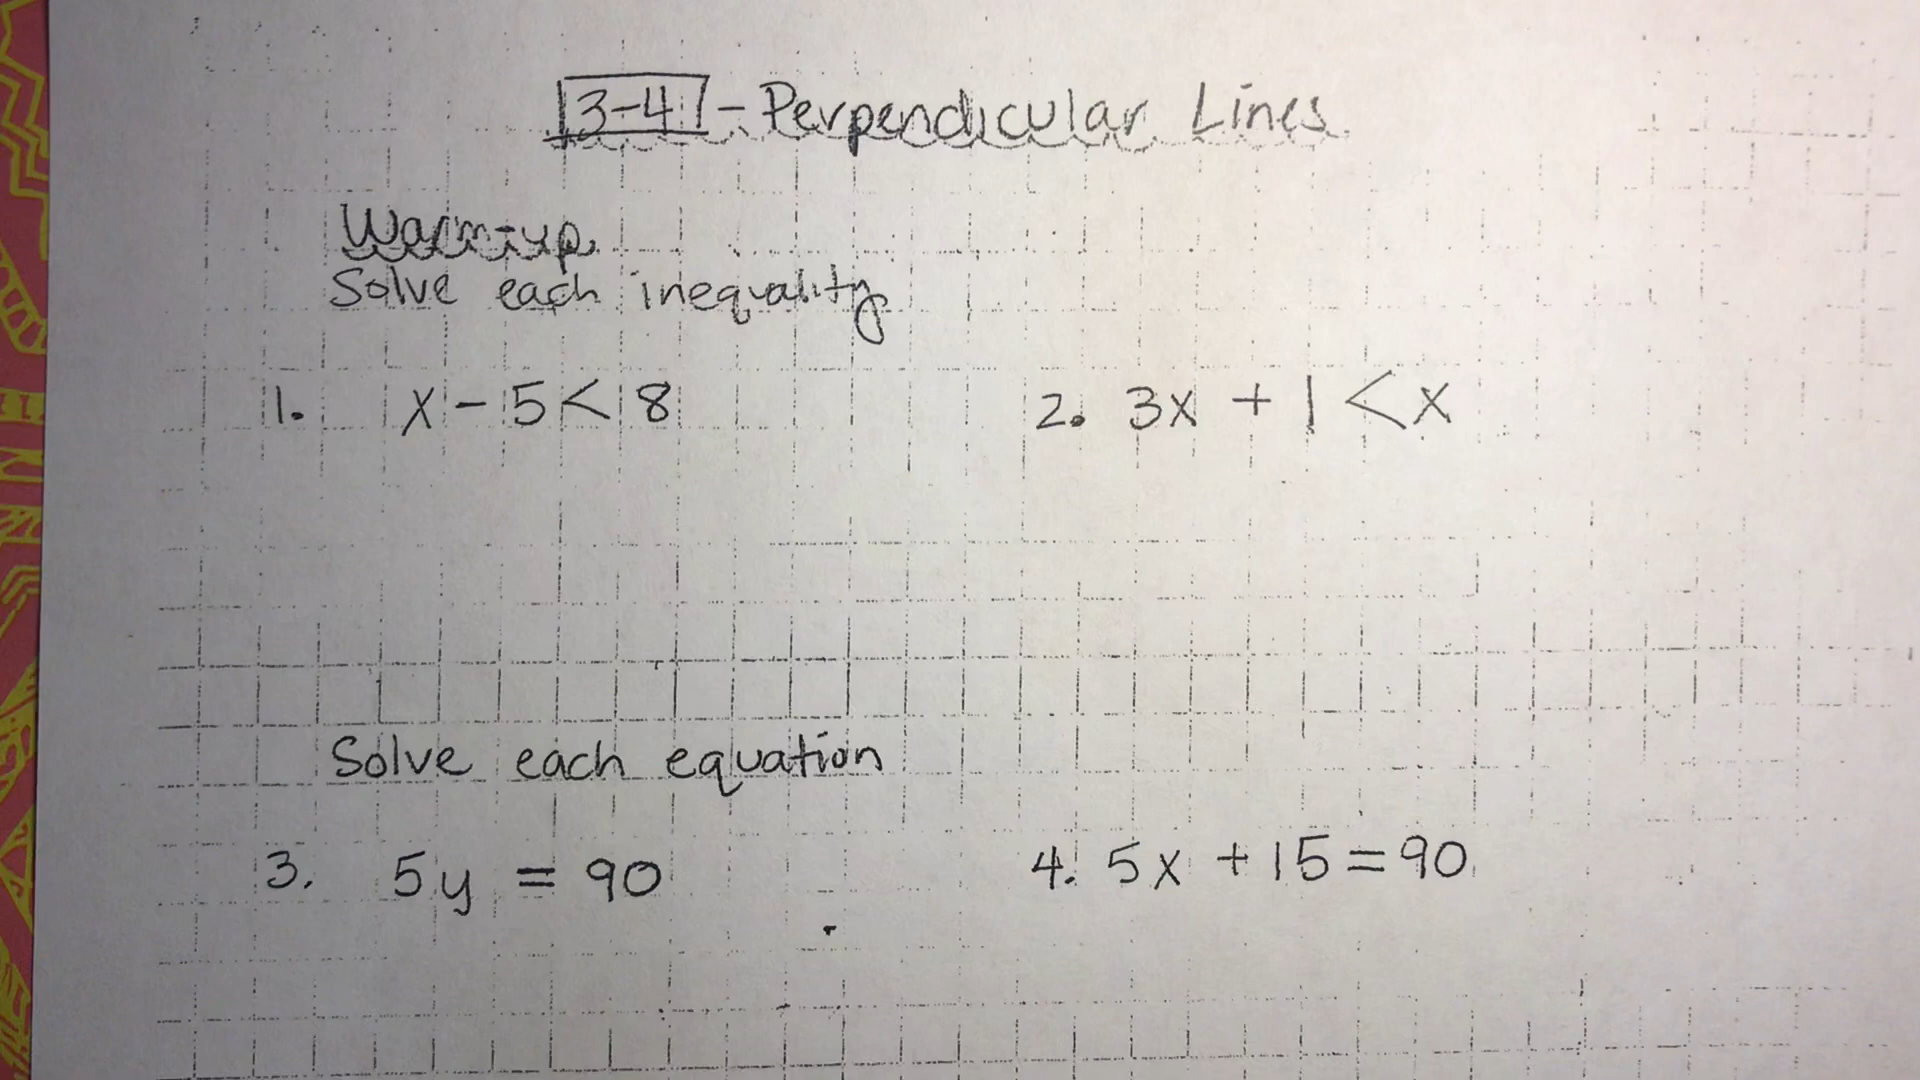 3-4 - Perpendicular Lines
Warm-up
Solve each inequality
1. x - 5 < 8
2. 3x + 1 < x
Solve each equation
3. 5y = 90
4. 5x + 15 = 90